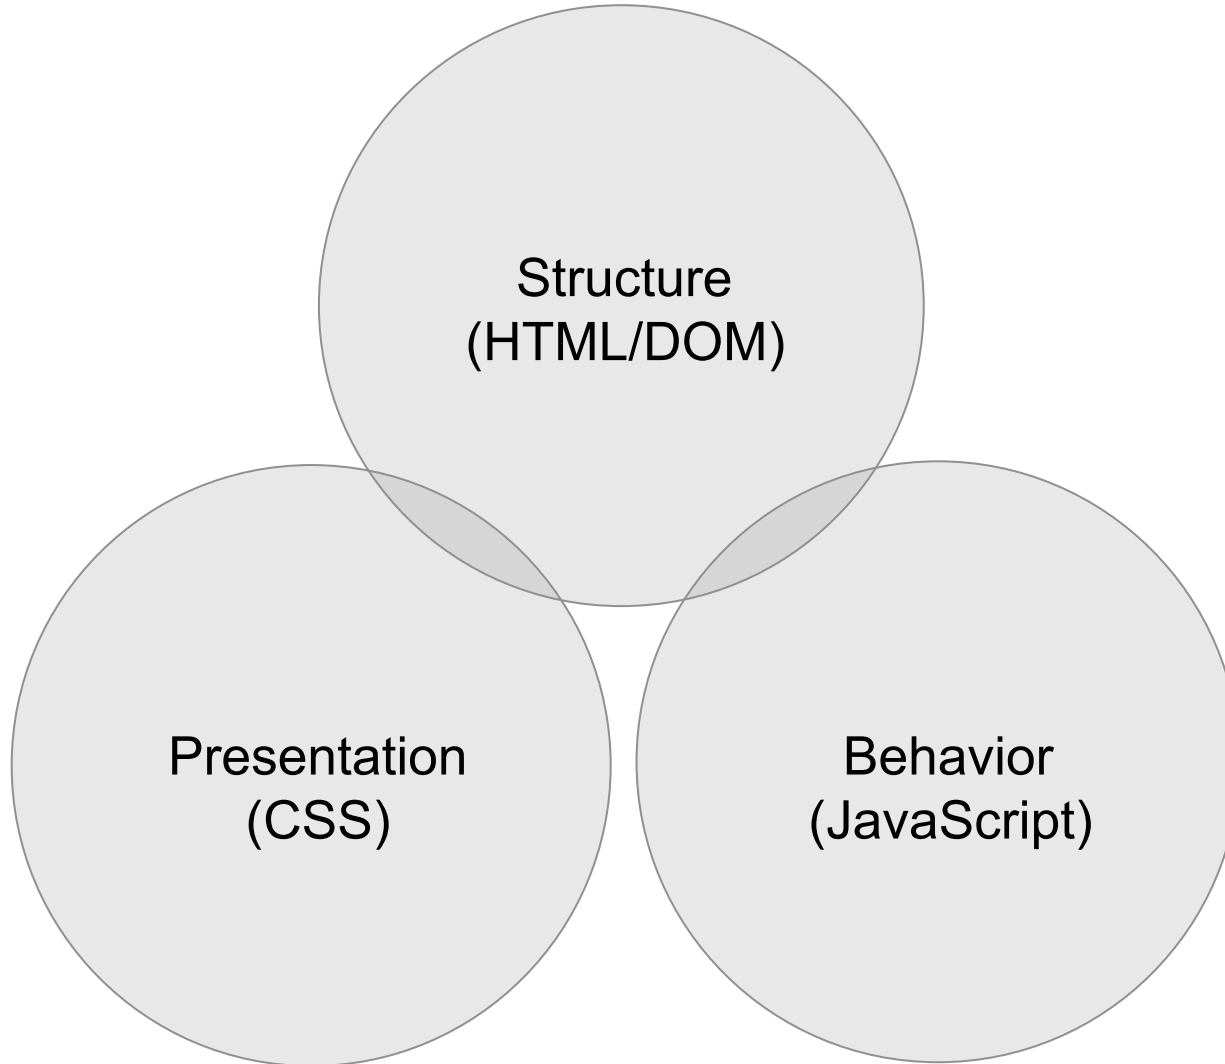 Structure
(HTML/DOM)
Presentation
(CSS)
Behavior
(JavaScript)